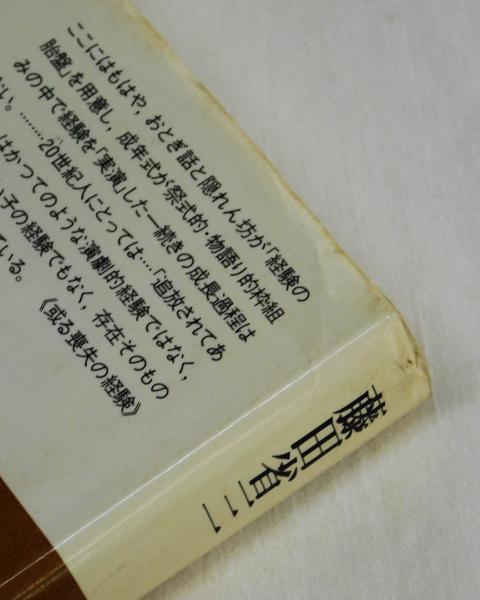 ここにはもはや，おとぎ話と隠れん坊が「経験の
胎盤」を用意し，成年式が祭式的・物語り的枠組
みの中で経験を「実演」した一続きの成長過程は
ない。………20世紀人にとっては…「追放されてあ
はかつてのような演劇的経験ではなく，
子の経験でもなく，存在そのもの
ている。
《或る喪失の経験》
藤田省三